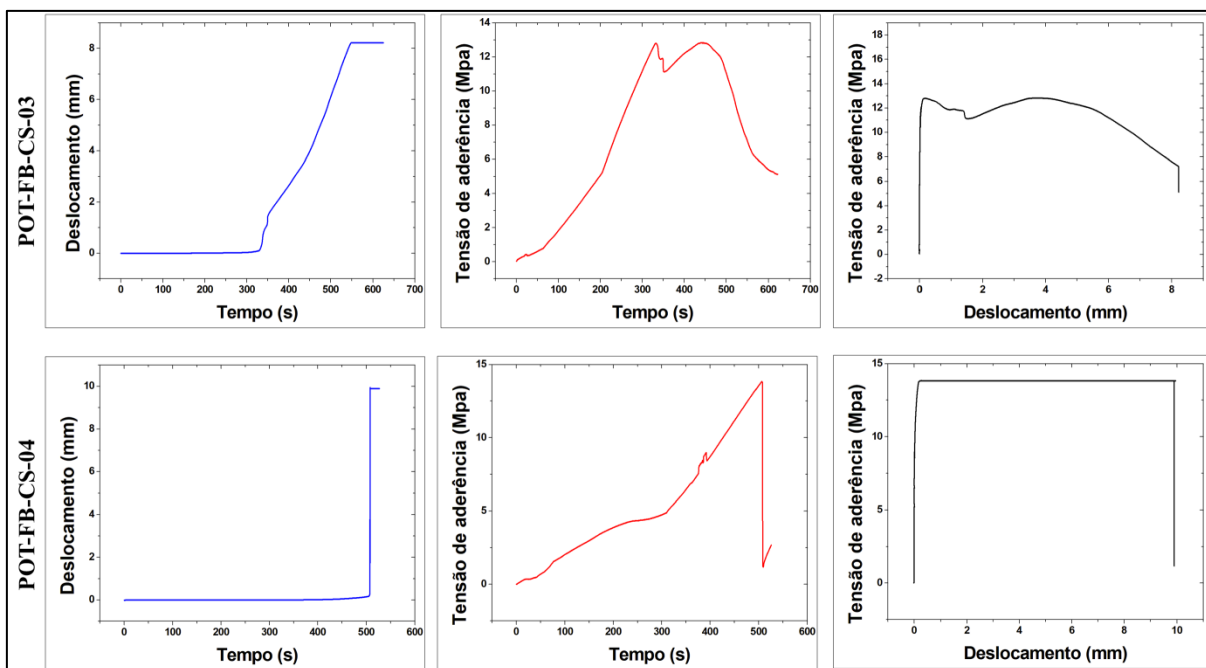 POT-FB-CS-03
Deslocamento (mm)
8
6
4
2
0
0 100 200 300 400 500 600 700
Tempo (s)
Tensão de aderência (Mpa)
14
12
10
8
6
4
2
0
0 100 200 300 400 500 600 700
Tempo (s)
Tensão de aderência (Mpa)
18
16
14
12
10
8
6
4
2
0
-2
0 2 4 6 8
Deslocamento (mm)
POT-FB-CS-04
Deslocamento (mm)
10
8
6
4
2
0
0 100 200 300 400 500 600
Tempo (s)
Tensão de aderência (Mpa)
15
10
5
0
0 100 200 300 400 500 600
Tempo (s)
Tensão de aderência (Mpa)
15
10
5
0
0 2 4 6 8 10
Deslocamento (mm)